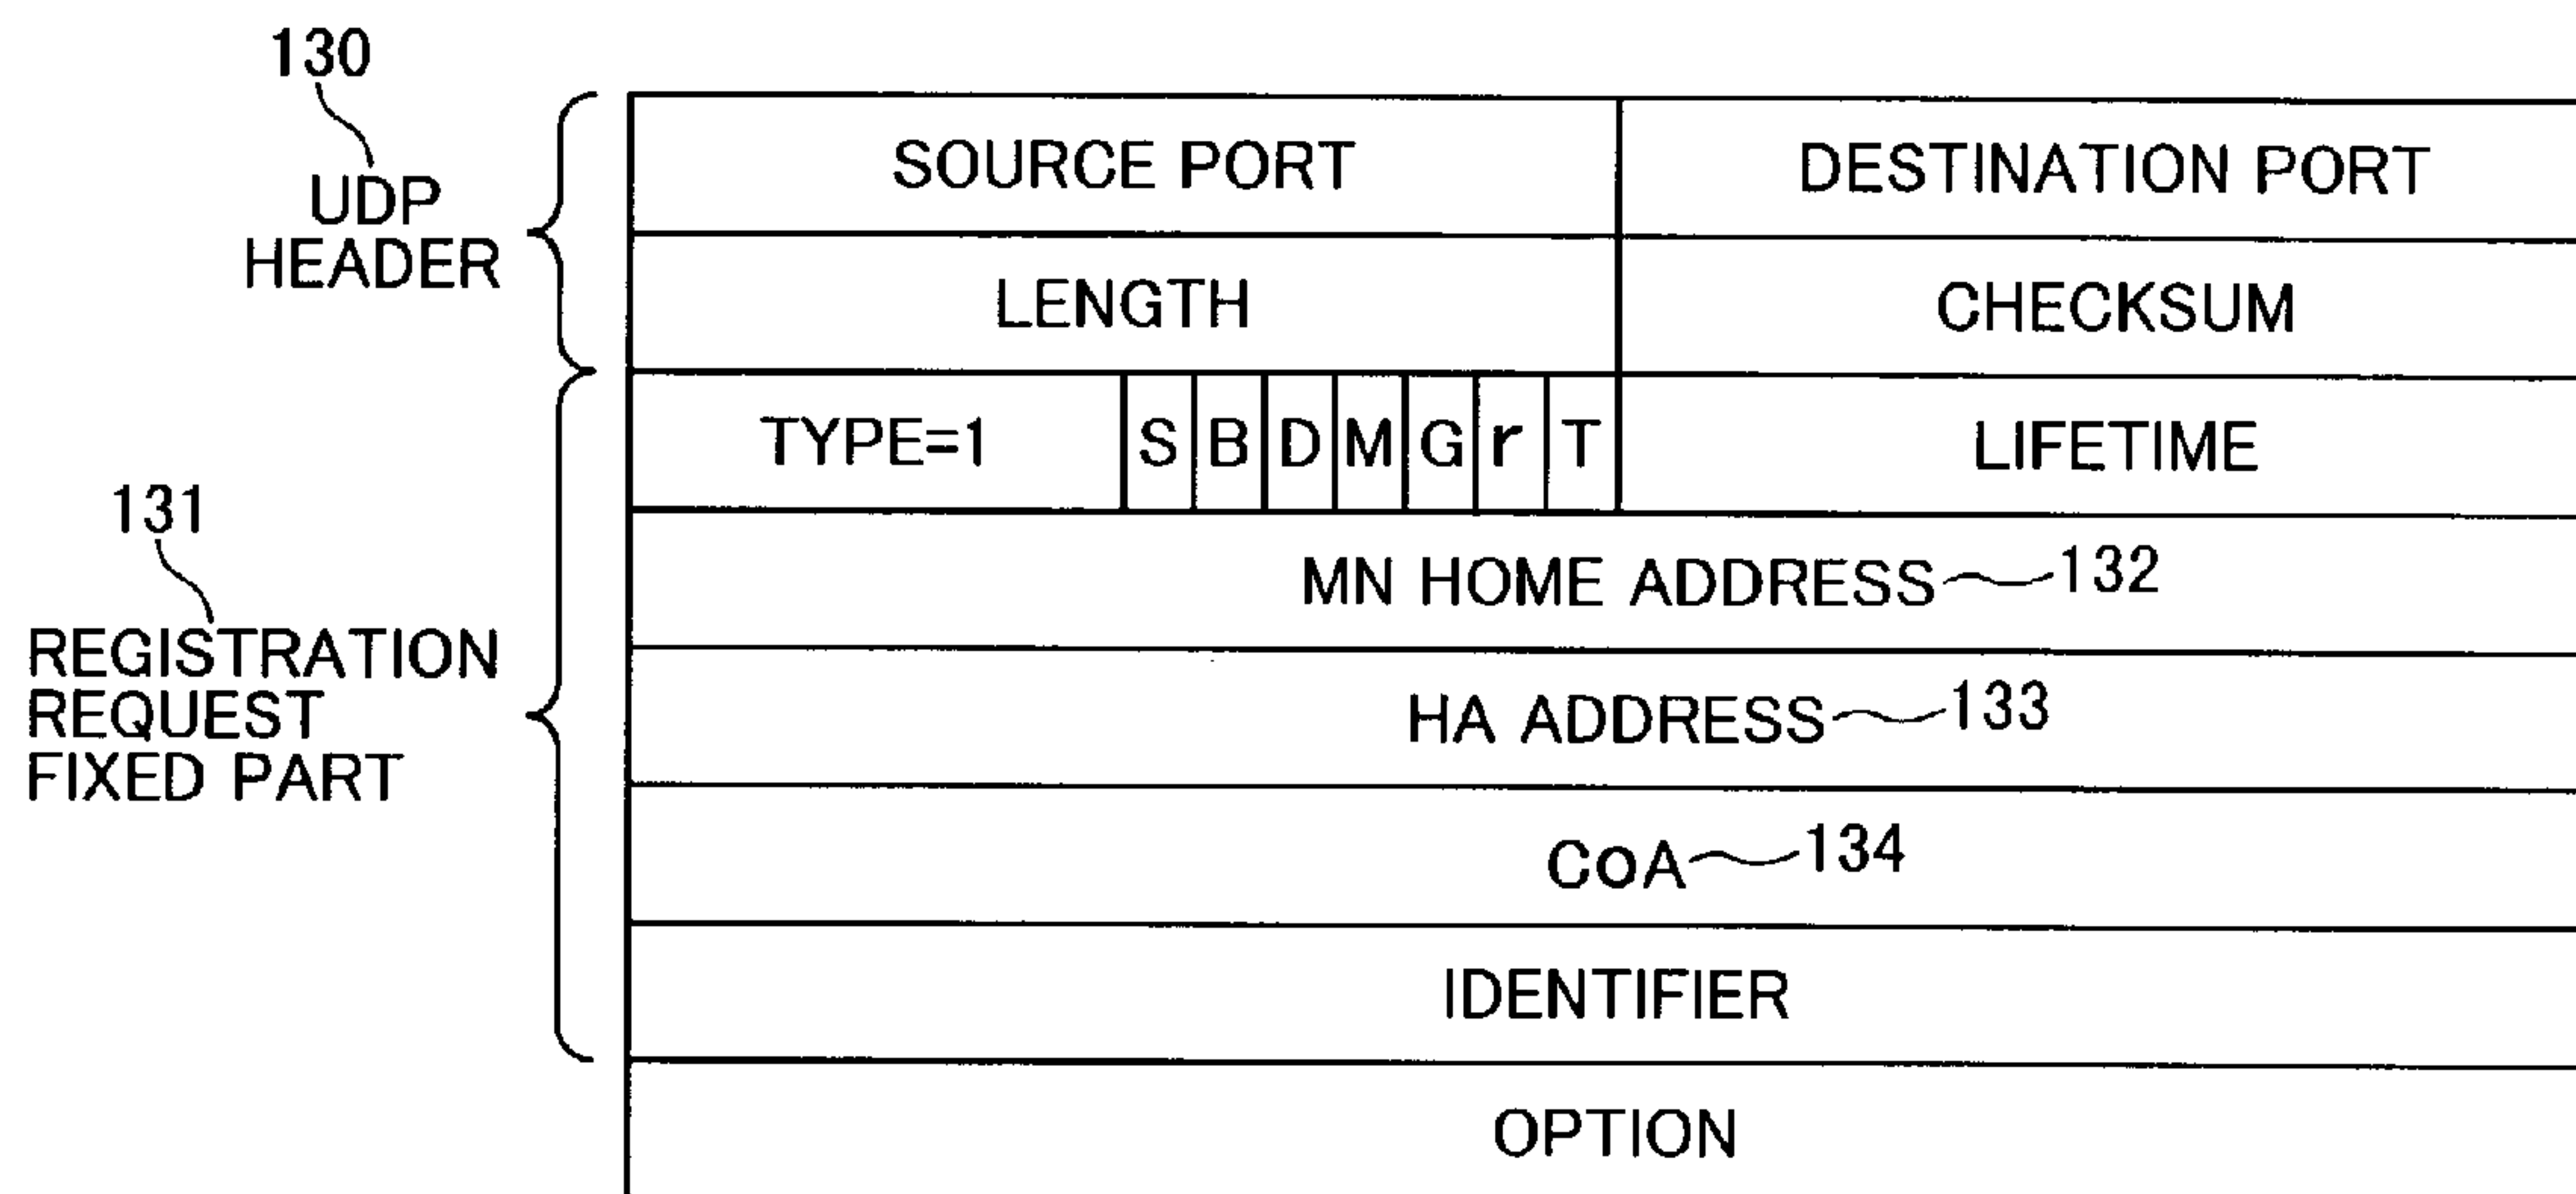 130
UDP
HEADER
SOURCE PORT DESTINATION PORT
LENGTH CHECKSUM
TYPE=1 S B D M G r T LIFETIME
131
REGISTRATION
REQUEST
FIXED PART
MN HOME ADDRESS 132
HA ADDRESS 133
CoA 134
IDENTIFIER
OPTION